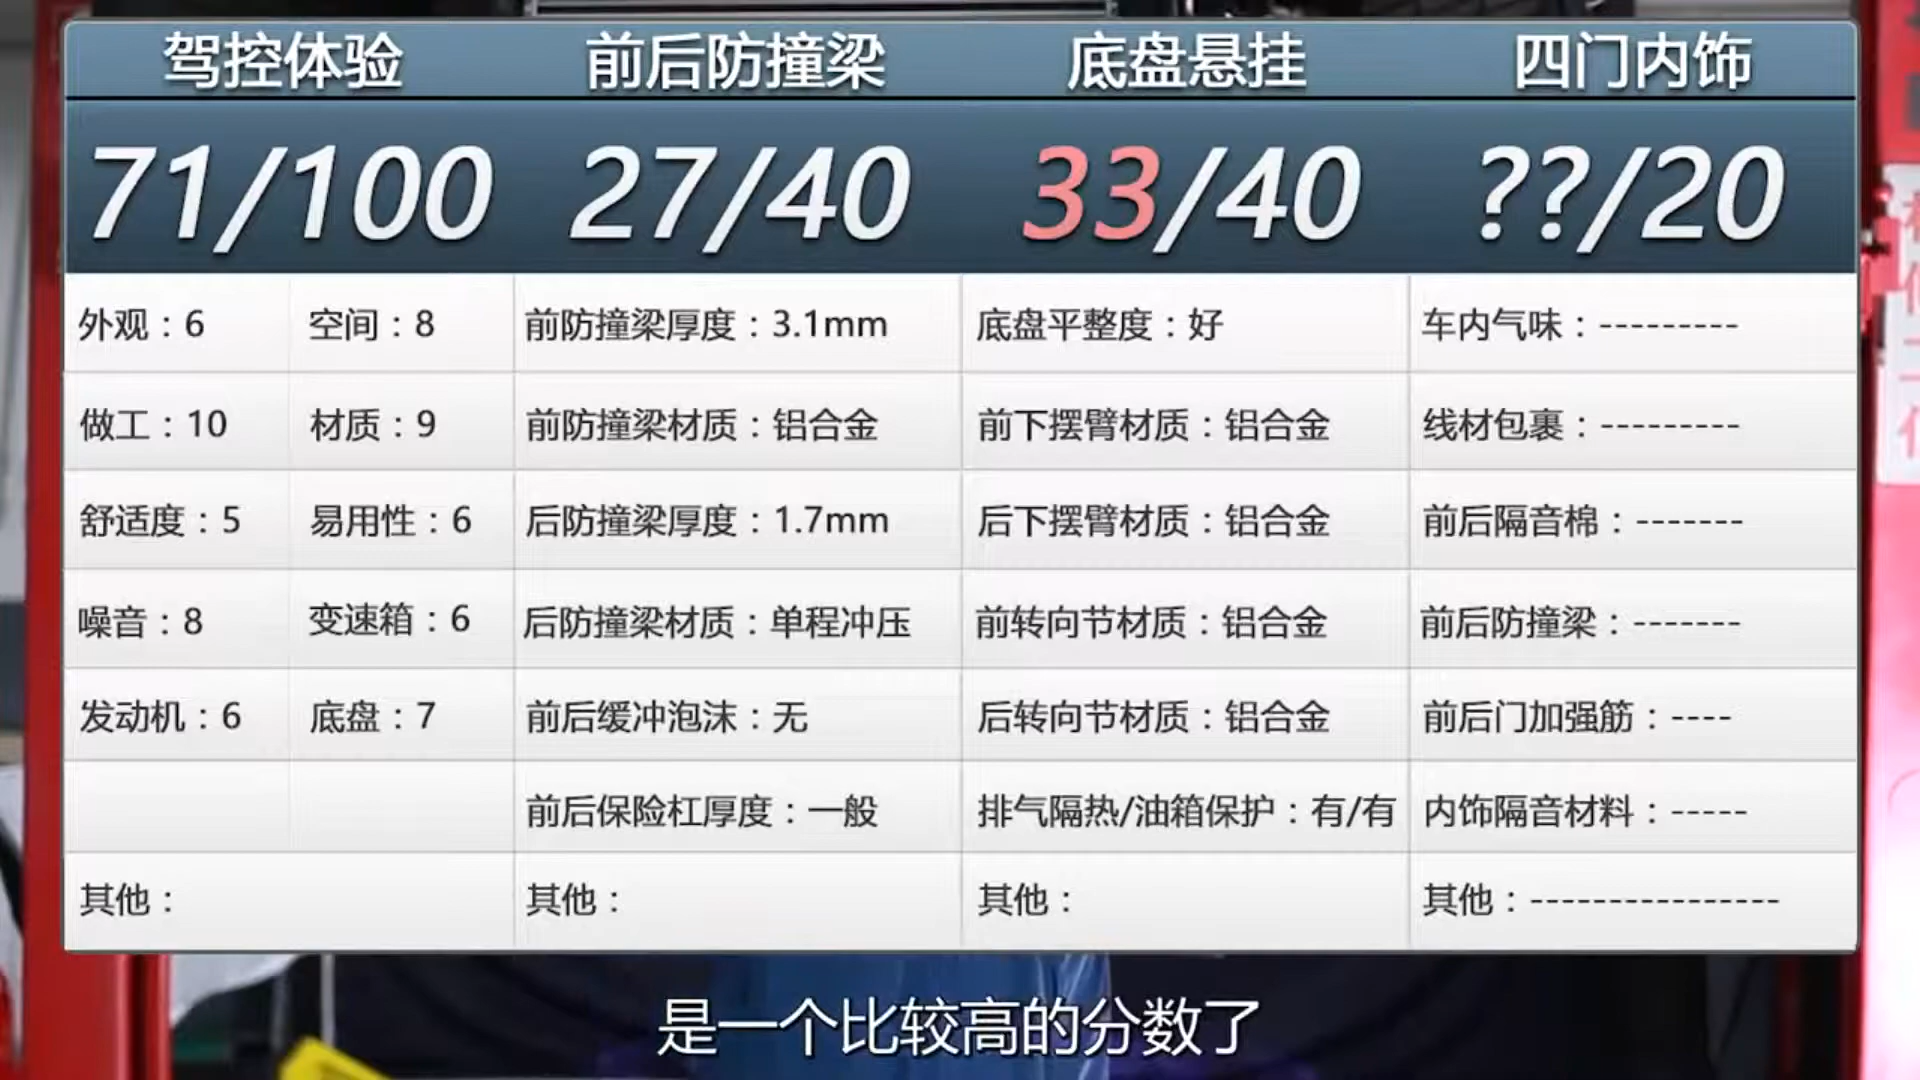 驾控体验 前后防撞梁 底盘悬挂 四门内饰
71/100 27/40 33/40 ??/20
外观：6 空间：8 前防撞梁厚度：3.1mm 底盘平整度：好 车内气味：---------
做工：10 材质：9 前防撞梁材质：铝合金 前下摆臂材质：铝合金 线材包裹：---------
舒适度：5 易用性：6 后防撞梁厚度：1.7mm 后下摆臂材质：铝合金 前后隔音棉：-------
噪音：8 变速箱：6 后防撞梁材质：单程冲压 前转向节材质：铝合金 前后防撞梁：-------
发动机：6 底盘：7 前后缓冲泡沫：无 后转向节材质：铝合金 前后门加强筋：----
前后保险杠厚度：一般 排气隔热/油箱保护：有/有 内饰隔音材料：-----
其他： 其他： 其他： 其他：----------------
是一个比较高的分数了